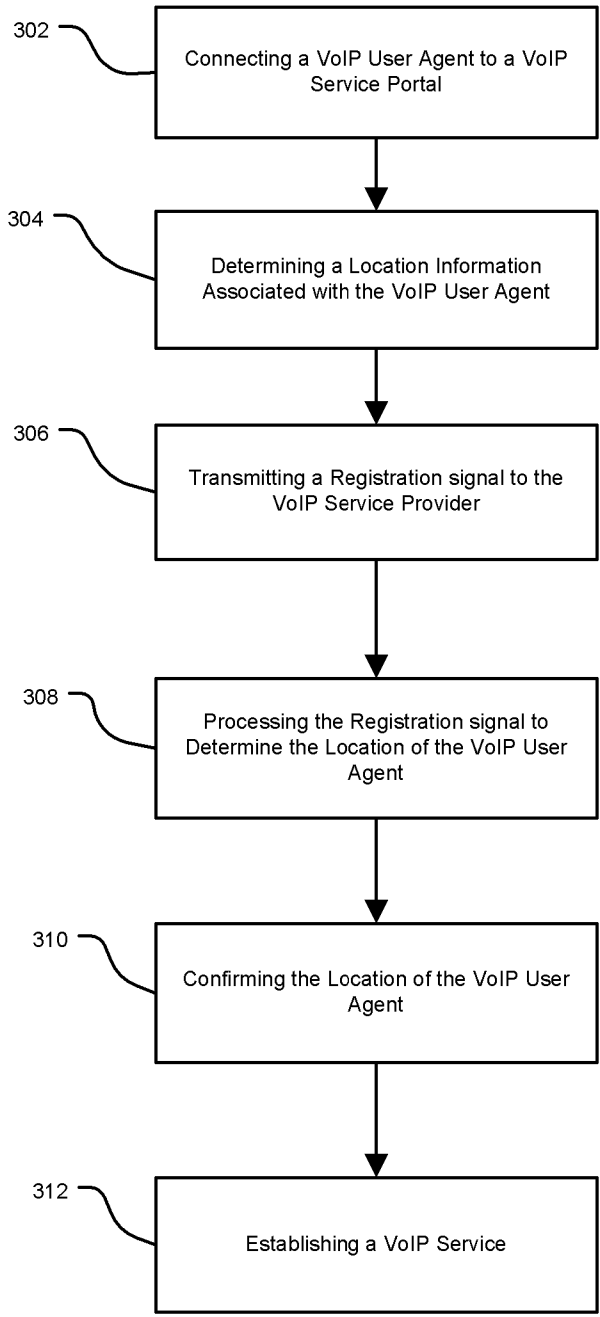 302
Connecting a VoIP User Agent to a VoIP
Service Portal
304
Determining a Location Information
Associated with the VoIP User Agent
306
Transmitting a Registration signal to the
VoIP Service Provider
308
Processing the Registration signal to
Determine the Location of the VoIP User
Agent
310
Confirming the Location of the VoIP User
Agent
312
Establishing a VoIP Service